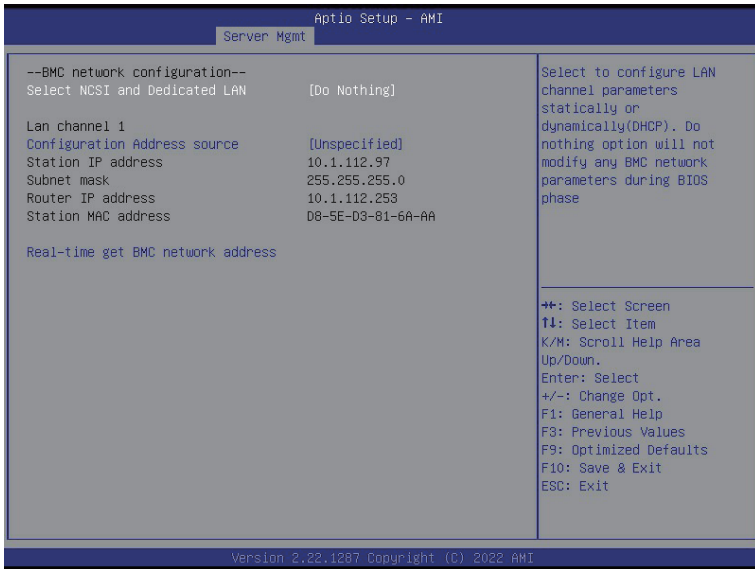 Aptio Setup - AMI
Server Mgmt
--BMC network configuration--
Select NCSI and Dedicated LAN [Do Nothing]
Lan channel 1
Configuration Address source [Unspecified]
Station IP address 10.1.112.97
Subnet mask 255.255.255.0
Router IP address 10.1.112.253
Station MAC address D8-5E-D3-81-6A-AA
Real-time get BMC network address
Select to configure LAN
channel parameters
statically or
dynamically(DHCP). Do
nothing option will not
modify any BMC network
parameters during BIOS
phase
→←: Select Screen
↑↓: Select Item
K/M: Scroll Help Area
Up/Down.
Enter: Select
+/-: Change Opt.
F1: General Help
F3: Previous Values
F9: Optimized Defaults
F10: Save & Exit
ESC: Exit
Version 2.22.1287 Copyright (C) 2022 AMI